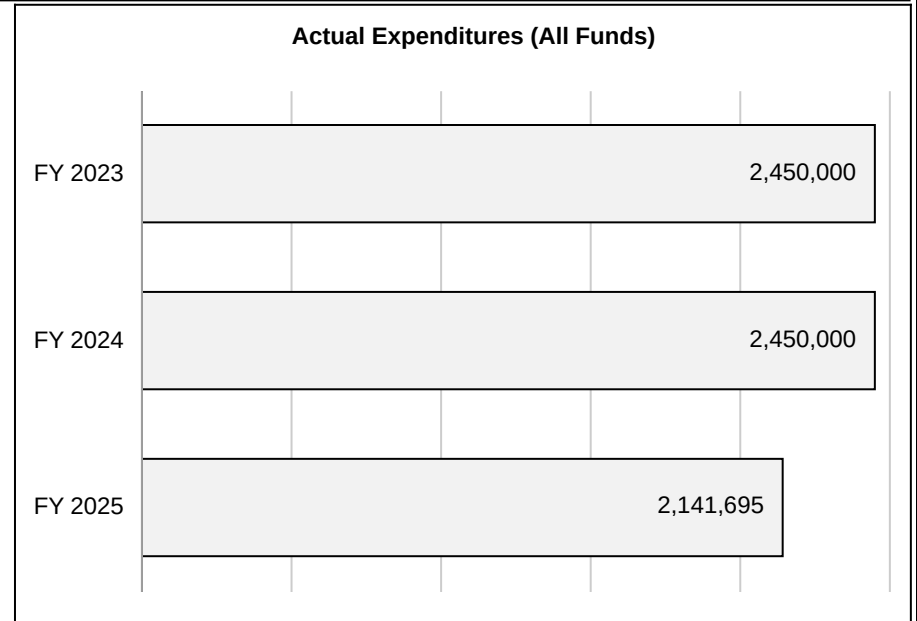 Actual Expenditures (All Funds)
FY 2023
2,450,000
FY 2024
2,450,000
FY 2025
2,141,695